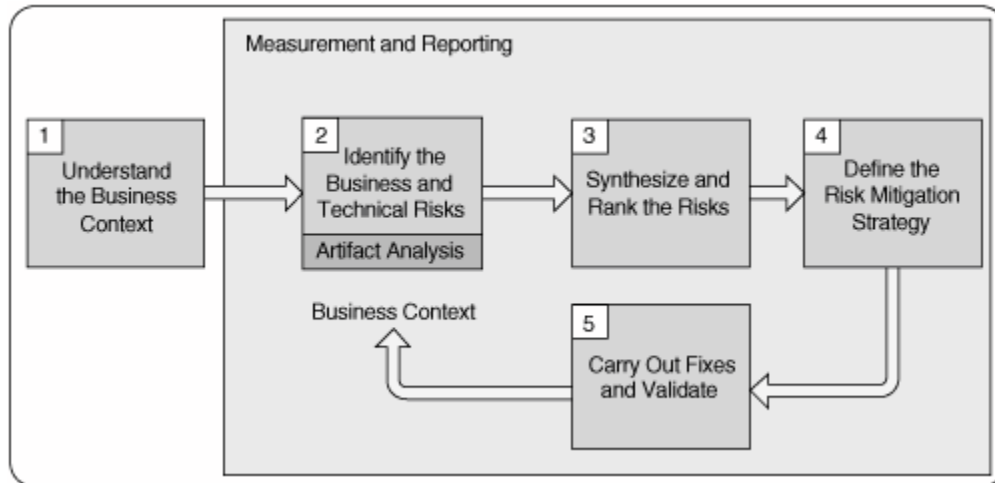 Measurement and Reporting
1
Understand
the Business
Context
2
Identify the
Business and
Technical Risks
Artifact Analysis
3
Synthesize and
Rank the Risks
4
Define the
Risk Mitigation
Strategy
Business Context
5
Carry Out Fixes
and Validate